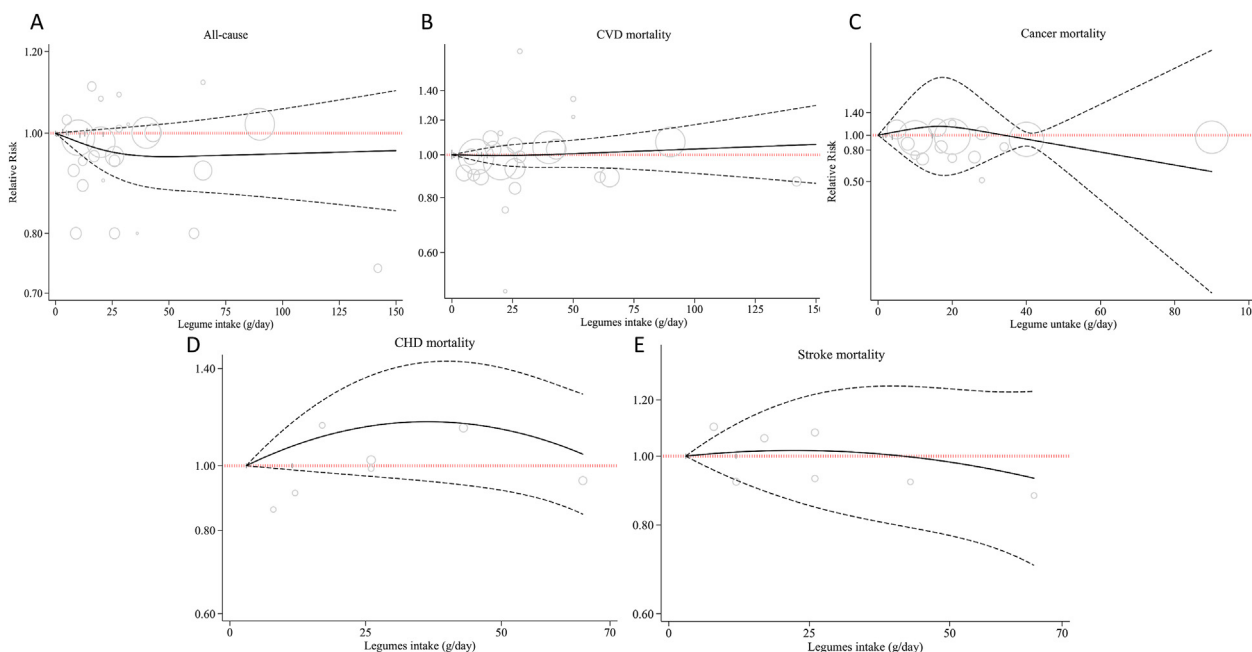 A
All-cause
1.20
1.00
0.80
0.70
Relative Risk
0
25
50
75
100
125
150
Legume intake (g/day)
B
CVD mortality
1.40
1.20
1.00
0.80
0.60
0
25
50
75
100
125
150
Legumes intake (g/day)
C
Cancer mortality
1.40
1.00
0.80
0.50
Relative Risk
0
20
40
60
80
10
Legume untake (g/day)
D
CHD mortality
1.40
1.00
0.80
0.60
0
25
50
70
Legumes intake (g/day)
E
Stroke mortality
1.20
1.00
0.80
0.60
0
25
50
70
Legumes intake (g/day)